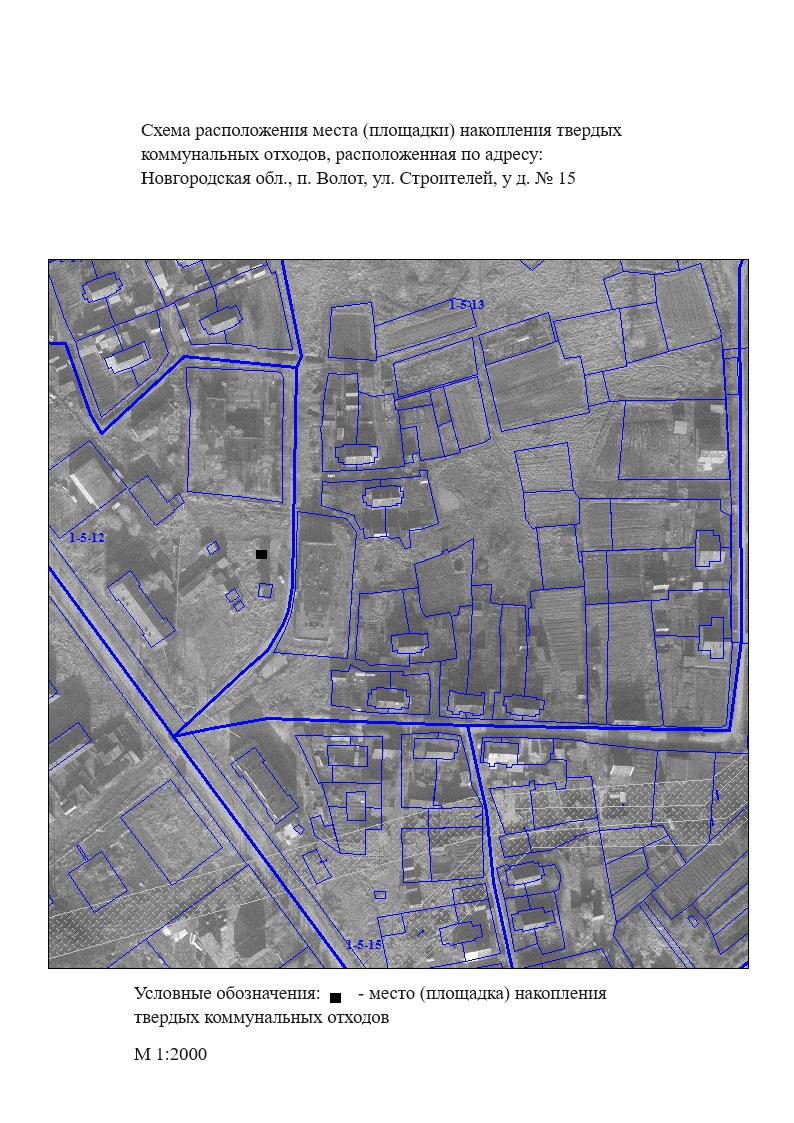 Схема расположения места (площадки) накопления твердых
коммунальных отходов, расположенная по адресу:
Новгородская обл., п. Волот, ул. Строителей, у д. № 15
1-5-13
1-5-12
1-5-15
Условные обозначения: - место (площадка) накопления
твердых коммунальных отходов
М 1:2000